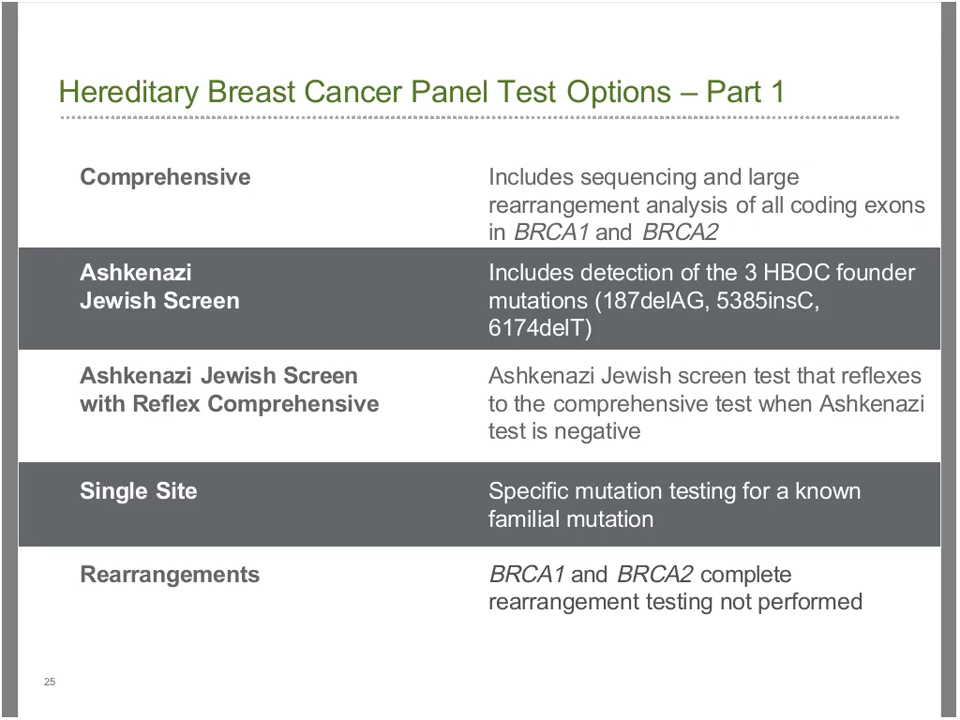 Hereditary Breast Cancer Panel Test Options – Part 1
Comprehensive
Includes sequencing and large
rearrangement analysis of all coding exons
in BRCA1 and BRCA2
Ashkenazi
Jewish Screen
Includes detection of the 3 HBOC founder
mutations (187delAG, 5385insC,
6174delT)
Ashkenazi Jewish Screen
with Reflex Comprehensive
Ashkenazi Jewish screen test that reflexes
to the comprehensive test when Ashkenazi
test is negative
Single Site
Specific mutation testing for a known
familial mutation
Rearrangements
BRCA1 and BRCA2 complete
rearrangement testing not performed
25